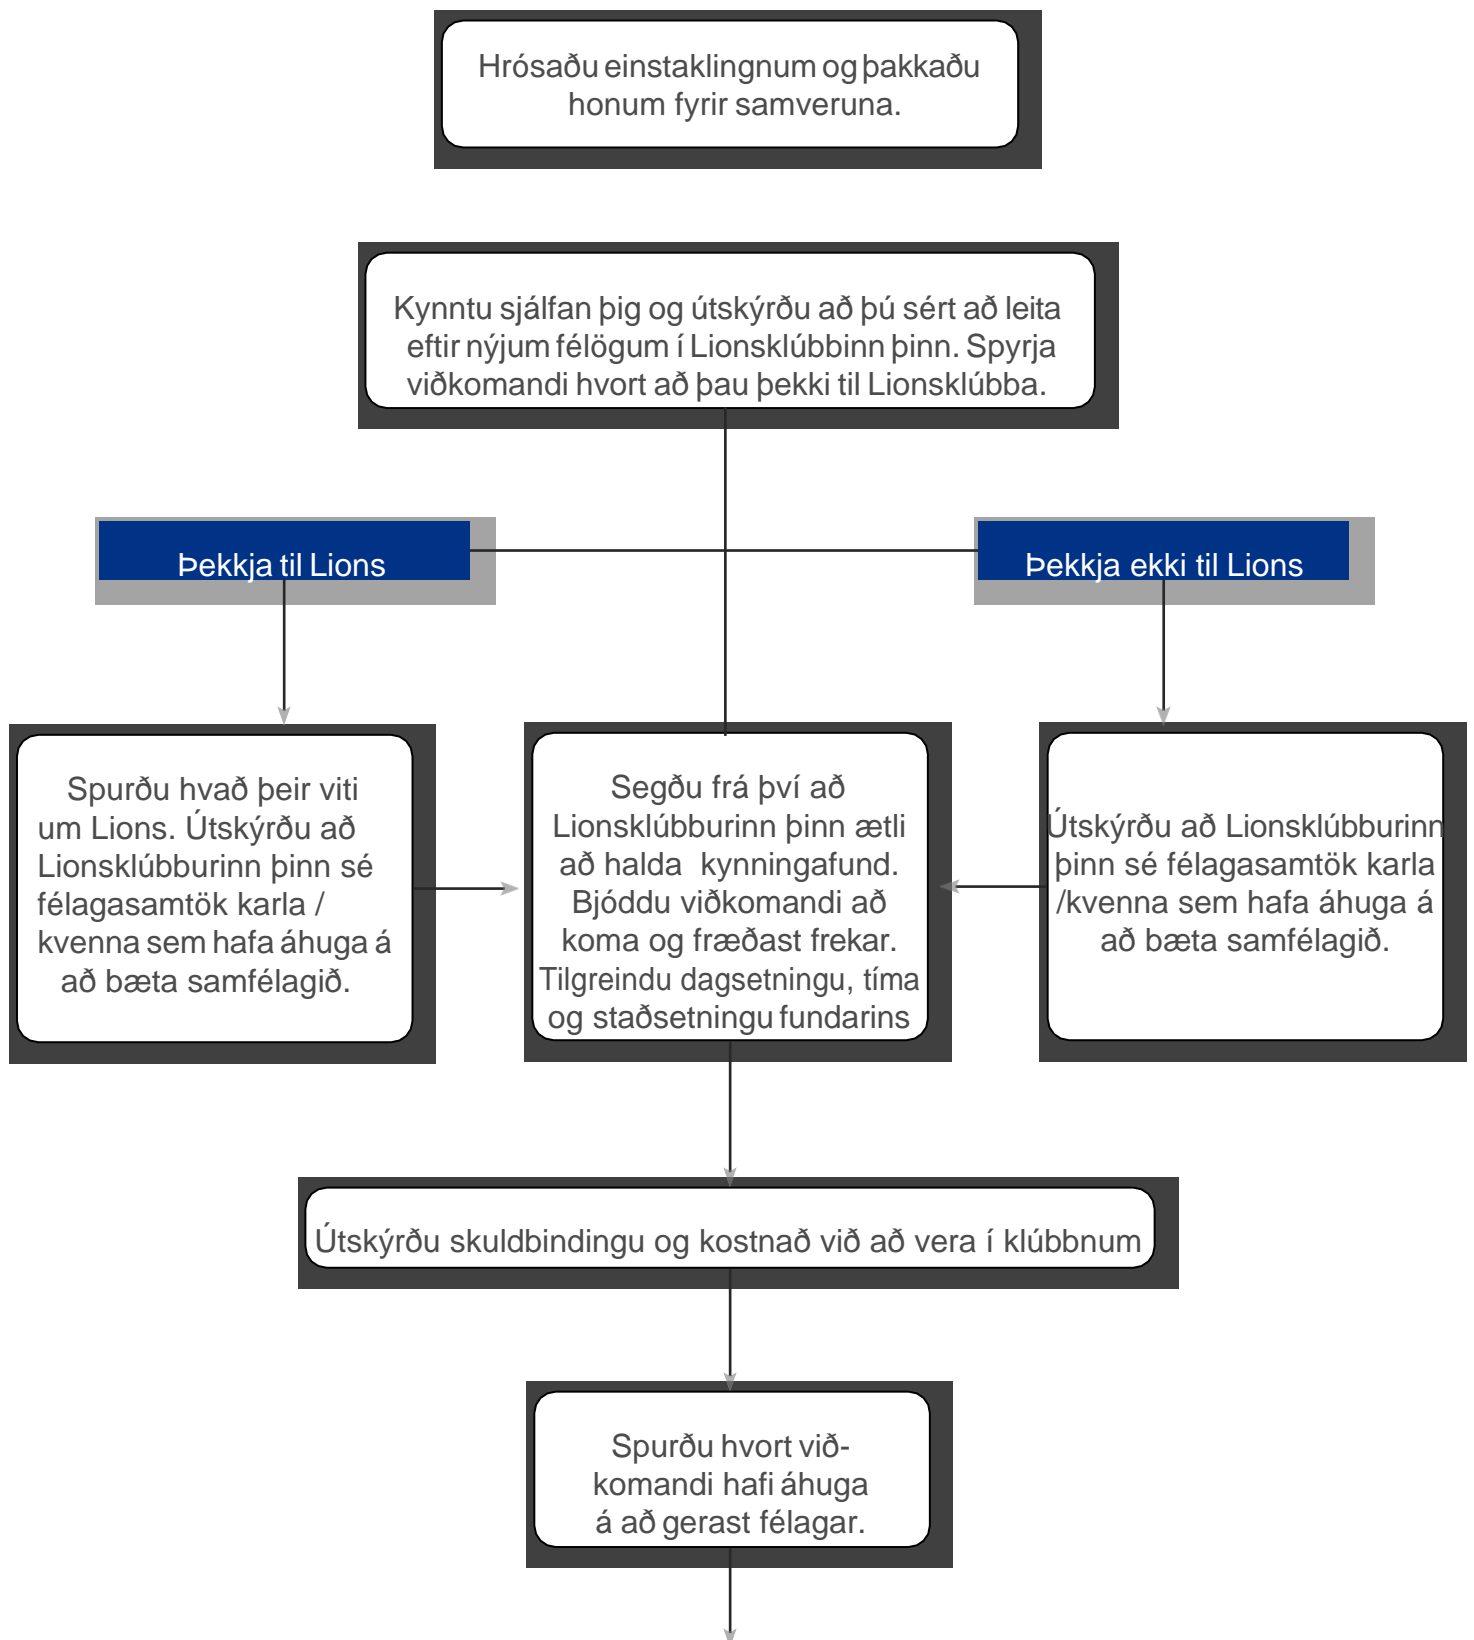 Hrósaðu einstaklingnum og þakkaðu
honum fyrir samveruna.
Kynntu sjálfan þig og útskýrðu að þú sért að leita
eftir nýjum félögum í Lionsklúbbinn þinn. Spyrja
viðkomandi hvort að þau þekki til Lionsklúbba.
Þekkja til Lions
Þekkja ekki til Lions
Spurðu hvað þeir viti
um Lions. Útskýrðu að
Lionsklúbburinn þinn sé
félagasamtök karla /
kvenna sem hafa áhuga á
að bæta samfélagið.
Segðu frá því að
Lionsklúbburinn þinn ætli
að halda kynningafund.
Bjóddu viðkomandi að
koma og fræðast frekar.
Tilgreindu dagsetningu, tíma
og staðsetningu fundarins
Útskýrðu að Lionsklúbburinn
þinn sé félagasamtök karla
/kvenna sem hafa áhuga á
að bæta samfélagið.
Útskýrðu skuldbindingu og kostnað við að vera í klúbbnum
Spurðu hvort við-
komandi hafi áhuga
á að gerast félagar.